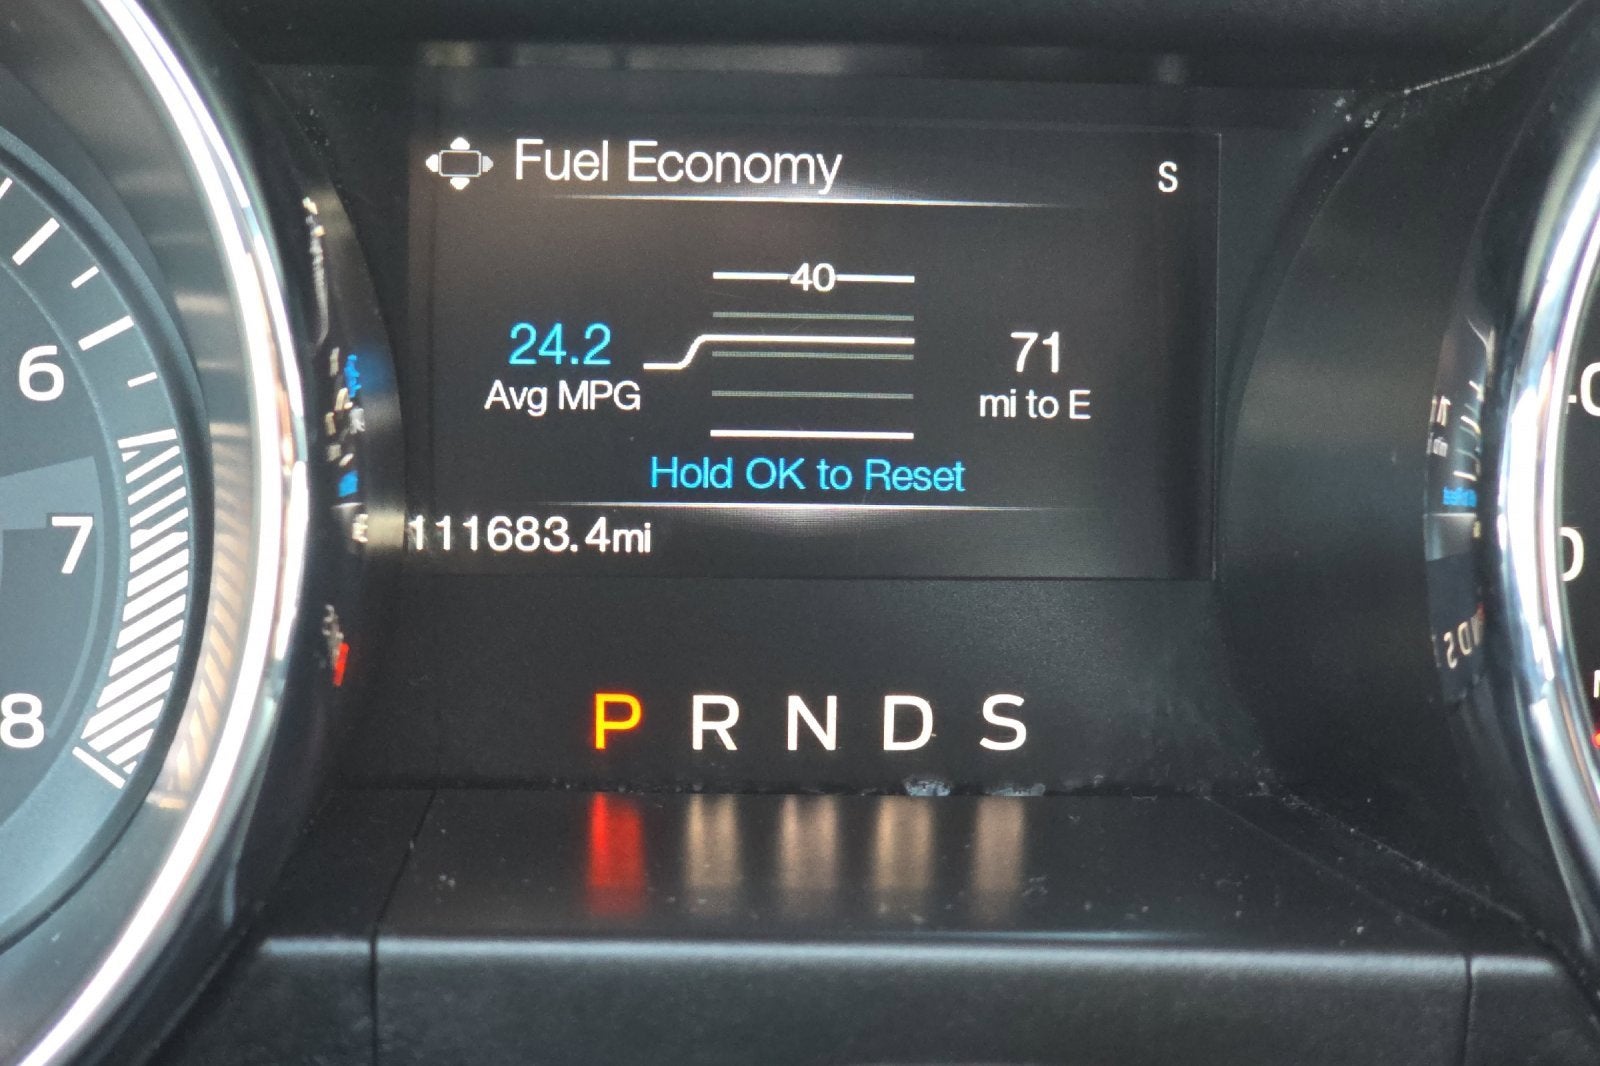 Fuel Economy
S
40
24.2
Avg MPG
71
mi to E
Hold OK to Reset
111683.4mi
P R N D S
6
7
8